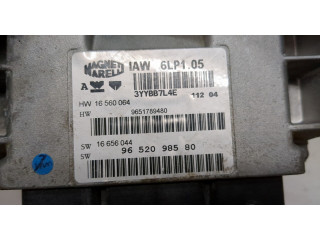 MAGNETI MARELLI IAW 6LP1.05
A 3YYBB7L4E 112 04
HW 16 560 064
HW 9651789480
SW 16 656 044
SW 96 520 985 80